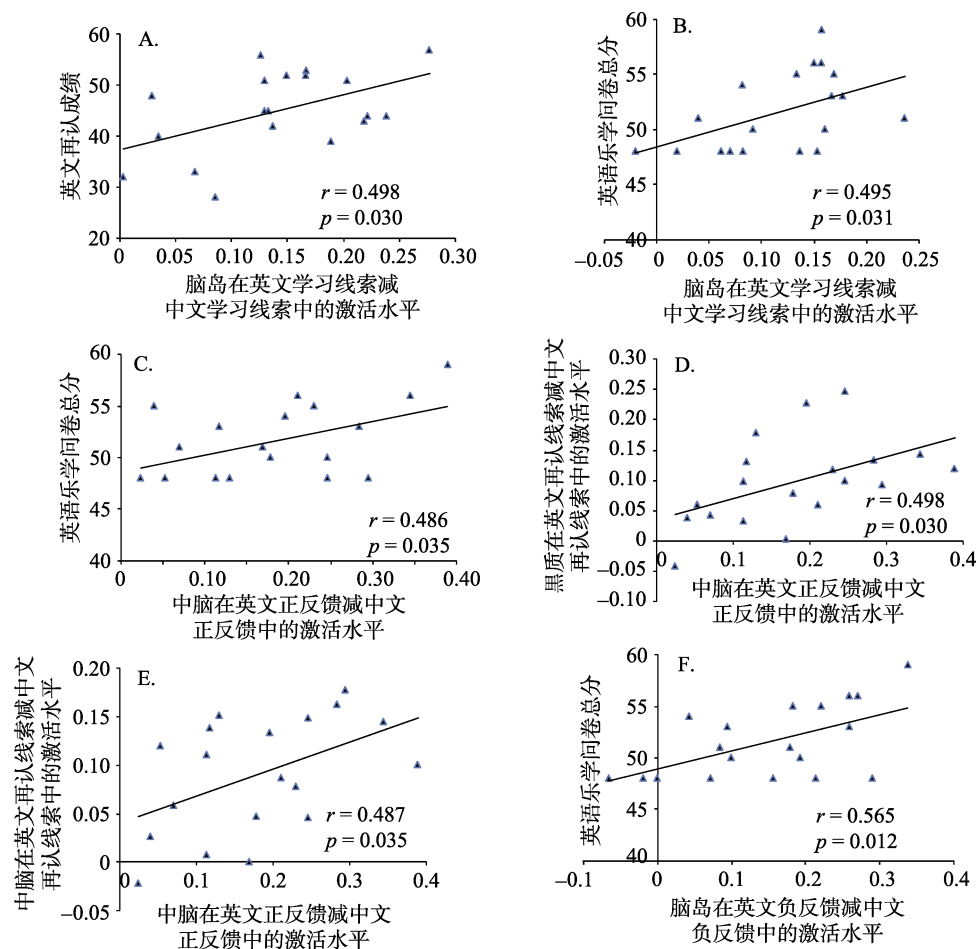 A.
英文再认成绩
60
50
40
30
20
r = 0.498
p = 0.030
0 0.05 0.10 0.15 0.20 0.25 0.30
脑岛在英文学习线索减
中文学习线索中的激活水平
B.
英语乐学问卷总分
60
55
50
45
40
r = 0.495
p = 0.031
–0.05 0 0.05 0.10 0.15 0.20 0.25
脑岛在英文学习线索减
中文学习线索中的激活水平
C.
英语乐学问卷总分
60
55
50
45
40
r = 0.486
p = 0.035
0 0.10 0.20 0.30 0.40
中脑在英文正反馈减中文
正反馈中的激活水平
D.
黑质在英文再认线索减中文
再认线索中的激活水平
0.30
0.25
0.20
0.15
0.10
0.05
0
–0.05
–0.10
r = 0.498
p = 0.030
0 0.1 0.2 0.3 0.4
中脑在英文正反馈减中文
正反馈中的激活水平
E.
中脑在英文再认线索减中文
再认线索中的激活水平
0.20
0.15
0.10
0.05
0
–0.05
r = 0.487
p = 0.035
0 0.1 0.2 0.3 0.4
中脑在英文正反馈减中文
正反馈中的激活水平
F.
英语乐学问卷总分
60
55
50
45
40
r = 0.565
p = 0.012
–0.1 0 0.1 0.2 0.3 0.4
脑岛在英文负反馈减中文
负反馈中的激活水平